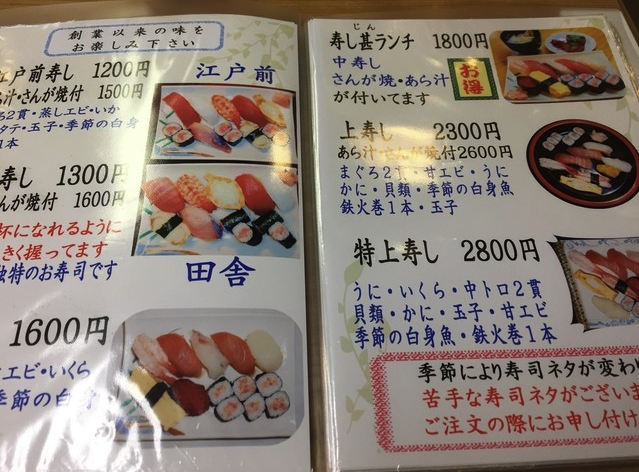 創業以来の味を
お楽しみ下さい
江戸前寿し 1200円
ら汁・さんが焼付 1500円
ろ2貫・蒸しエビ・いか
タテ・玉子・季節の白身
1本
江戸前
寿し 1300円
んが焼付 1600円
杯になれるように
きく握ってます
独特のお寿司です
田舎
1600円
エビ・いくら
季節の白身
じん
寿し甚ランチ 1800円
中寿し
さんが焼・あら汁
が付いてます
お得
上寿し 2300円
あら汁・さんが焼付2600円
まぐろ2貫・甘エビ・うに
かに・貝類・季節の白身魚
鉄火巻1本・玉子
特上寿し 2800円
うに・いくら・中トロ2貫
貝類・かに・玉子・甘エビ
季節の白身魚・鉄火巻1本
季節により寿司ネタが変わり
苦手な寿司ネタがござい
ご注文の際にお申し付け